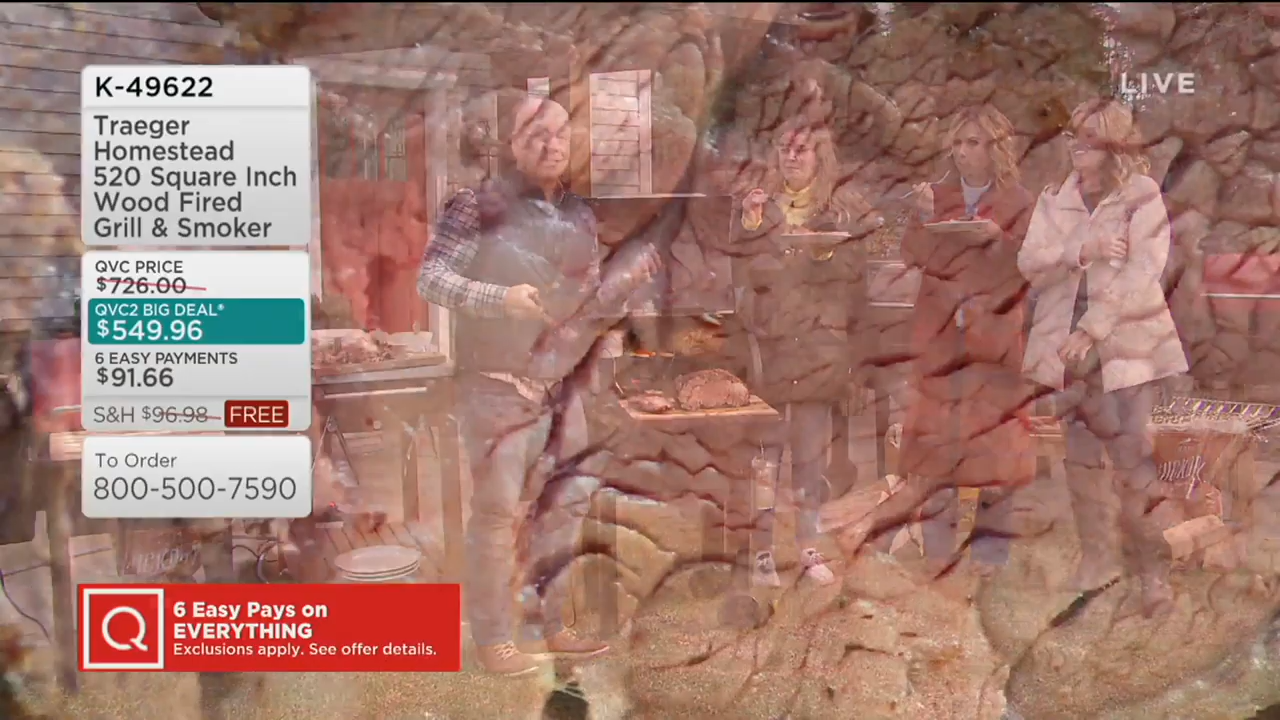 K-49622
Traeger
Homestead
520 Square Inch
Wood Fired
Grill & Smoker
QVC PRICE
$726.00
QVC2 BIG DEAL®
$549.96
6 EASY PAYMENTS
$91.66
S&H $96.98 FREE
To Order
800-500-7590
Q
6 Easy Pays on
EVERYTHING
Exclusions apply. See offer details.
LIVE